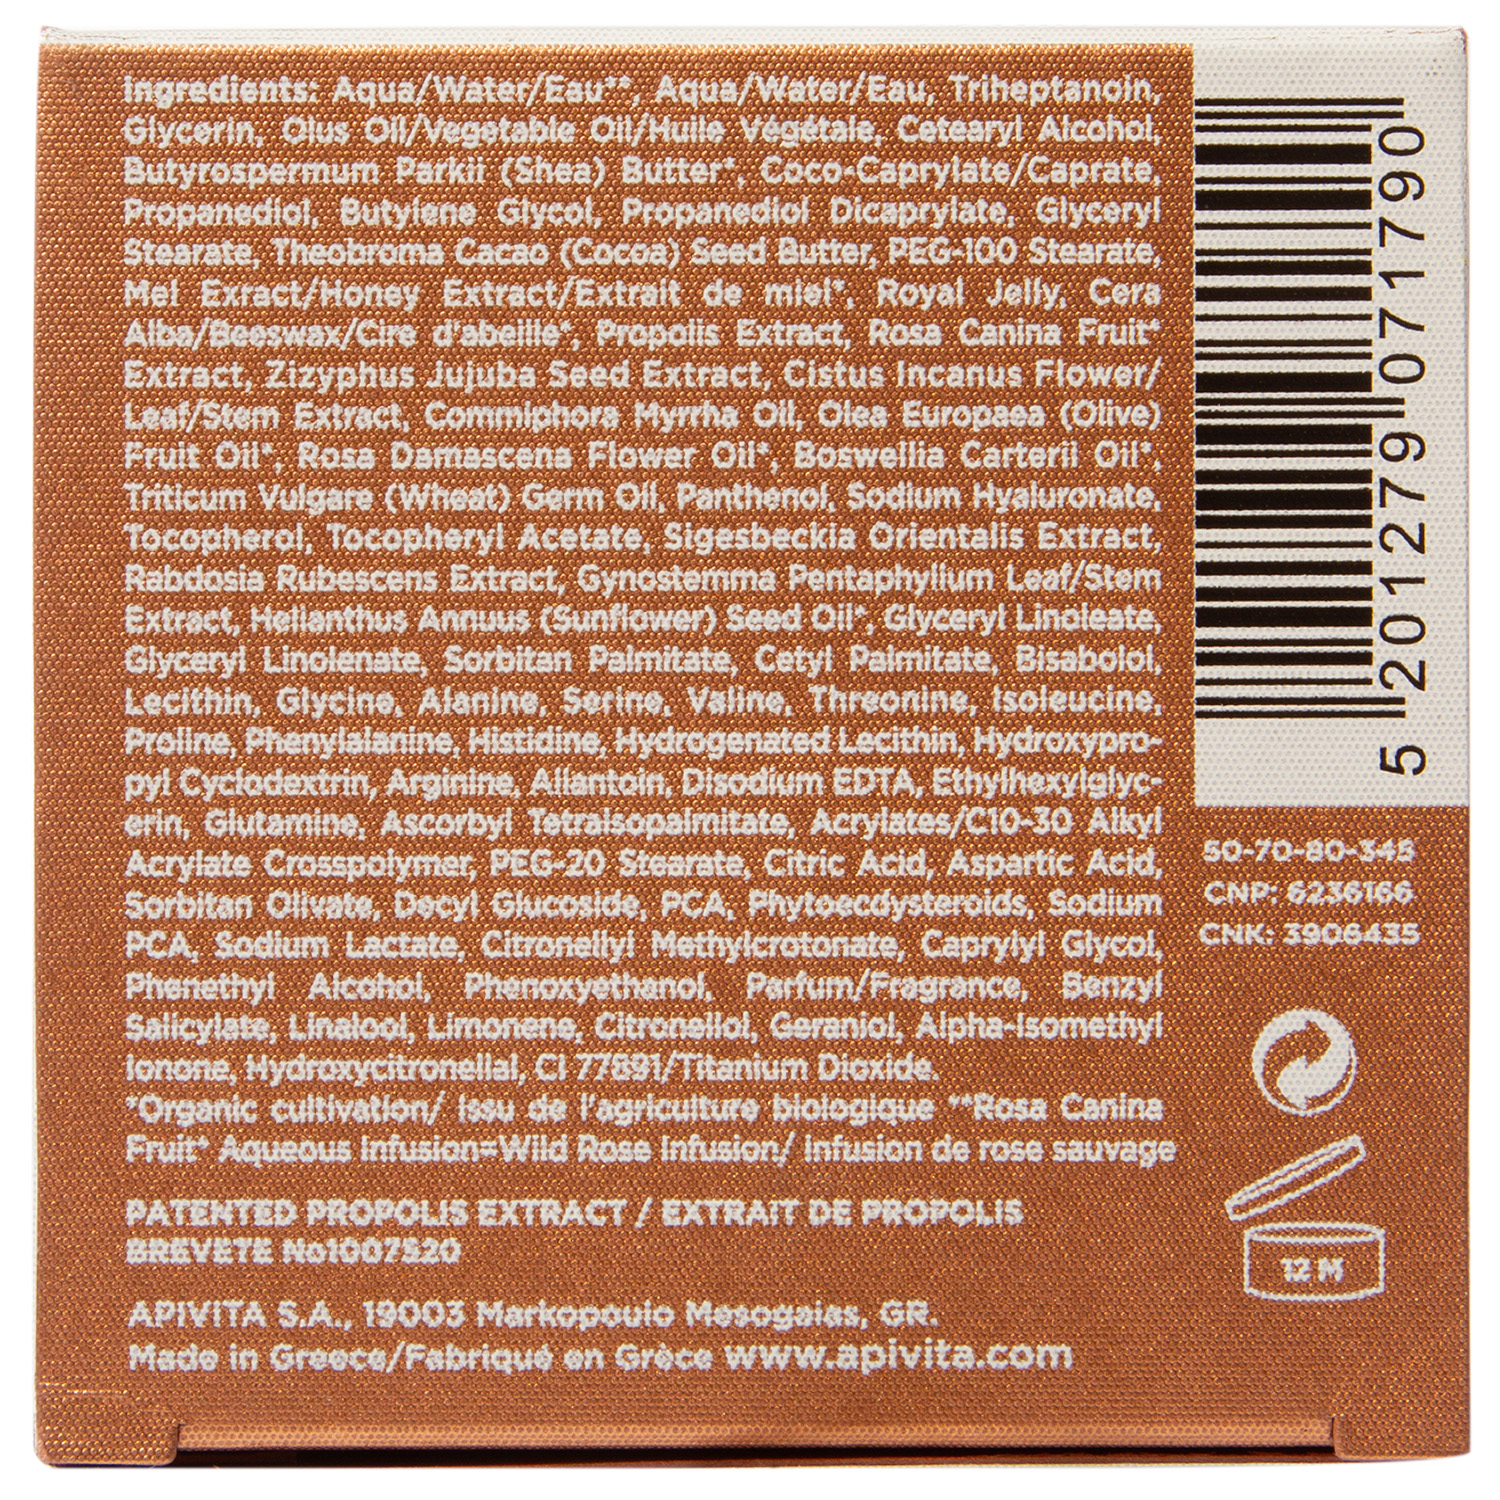 Ingredients: Aqua/Water/Eau**, Aqua/Water/Eau, Triheptanoin,
Glycerin, Olus Oil/Vegetable Oil/Huile Végétale, Cetearyl Alcohol,
Butyrospermum Parkii (Shea) Butter*, Coco-Caprylate/Caprate,
Propanediol, Butylene Glycol, Propanediol Dicaprylate, Glyceryl
Stearate, Theobroma Cacao (Cocoa) Seed Butter, PEG-100 Stearate,
Mel Exract/Honey Extract/Extrait de miel*, Royal Jelly, Cera
Alba/Beeswax/Cire d'abeille*, Propolis Extract, Rosa Canina Fruit*
Extract, Zizyphus Jujuba Seed Extract, Cistus Incanus Flower/
Leaf/Stem Extract, Commiphora Myrrha Oil, Olea Europaea (Olive)
Fruit Oil*, Rosa Damascena Flower Oil*, Boswellia Carterii Oil*,
Triticum Vulgare (Wheat) Germ Oil, Panthenol, Sodium Hyaluronate,
Tocopherol, Tocopheryl Acetate, Sigesbeckia Orientalis Extract,
Rabdosia Rubescens Extract, Gynostemma Pentaphyllum Leaf/Stem
Extract, Helianthus Annuus (Sunflower) Seed Oil*, Glyceryl Linoleate,
Glyceryl Linolenate, Sorbitan Palmitate, Cetyl Palmitate, Bisabolol,
Lecithin, Glycine, Alanine, Serine, Valine, Threonine, Isoleucine,
Proline, Phenylalanine, Histidine, Hydrogenated Lecithin, Hydroxypro-
pyl Cyclodextrin, Arginine, Allantoin, Disodium EDTA, Ethylhexylglyc-
erin, Glutamine, Ascorbyl Tetraisopalmitate, Acrylates/C10-30 Alkyl
Acrylate Crosspolymer, PEG-20 Stearate, Citric Acid, Aspartic Acid,
Sorbitan Olivate, Decyl Glucoside, PCA, Phytoecdysteroids, Sodium
PCA, Sodium Lactate, Citronellyl Methylcrotonate, Caprylyl Glycol,
Phenethyl Alcohol, Phenoxyethanol, Parfum/Fragrance, Benzyl
Salicylate, Linalool, Limonene, Citronellol, Geraniol, Alpha-Isomethyl
Ionone, Hydroxycitronellal, CI 77891/Titanium Dioxide.
*Organic cultivation/ Issu de l'agriculture biologique **Rosa Canina
Fruit* Aqueous Infusion=Wild Rose Infusion/ Infusion de rose sauvage
PATENTED PROPOLIS EXTRACT / EXTRAIT DE PROPOLIS
BREVETE No1007520
APIVITA S.A., 19003 Markopoulo Mesogaias, GR.
Made in Greece/Fabriqué en Grèce www.apivita.com
5 201279 071790
50-70-80-345
CNP: 6236166
CNK: 3906435
12 M